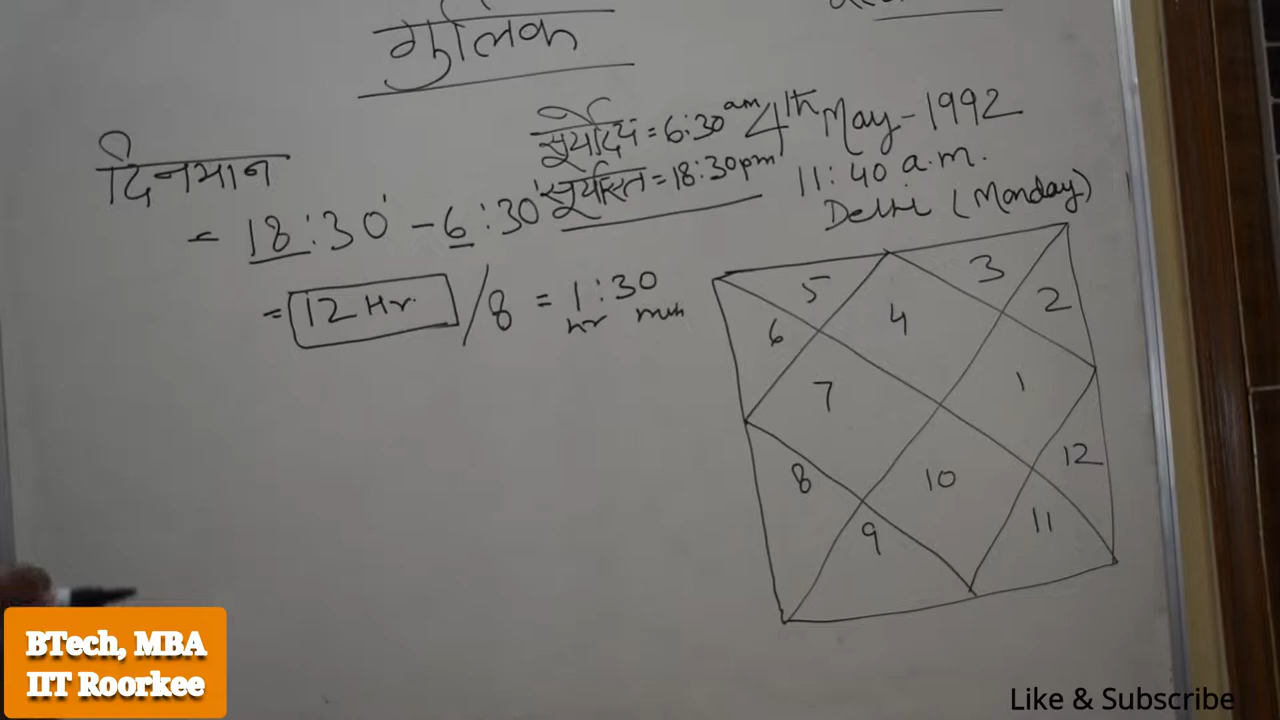 गुलिक
सूर्योदय = 6:30 am
सूर्यास्त = 18:30 pm
4th May - 1992
11:40 a.m.
Delhi (Monday)
दिनमान
= 18:30' - 6:30'
= 12 Hr. / 8 = 1:30
hr min
5
3
6
4
2
7
1
8
10
12
9
11
BTech, MBA
IIT Roorkee
Like & Subscribe